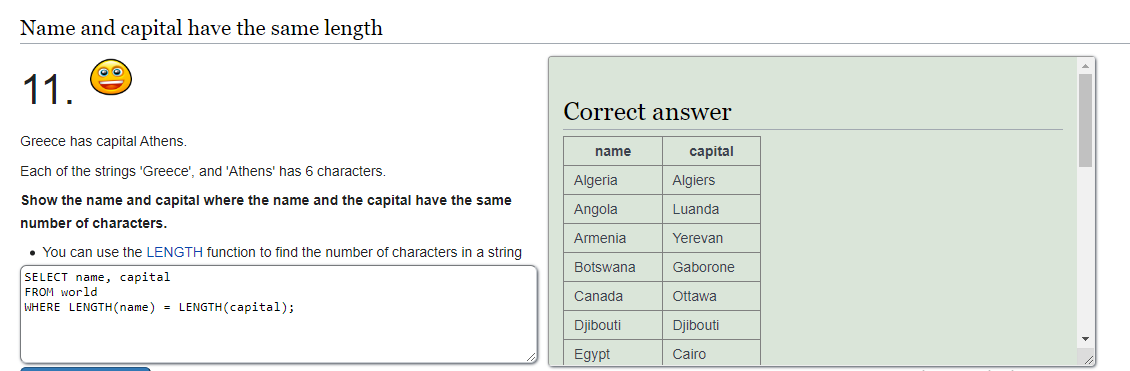 Name and capital have the same length
11.
Greece has capital Athens.
Each of the strings 'Greece', and 'Athens' has 6 characters.
Show the name and capital where the name and the capital have the same
number of characters.
• You can use the LENGTH function to find the number of characters in a string
SELECT name, capital
FROM world
WHERE LENGTH(name) = LENGTH(capital);
Correct answer
name capital
Algeria Algiers
Angola Luanda
Armenia Yerevan
Botswana Gaborone
Canada Ottawa
Djibouti Djibouti
Egypt Cairo